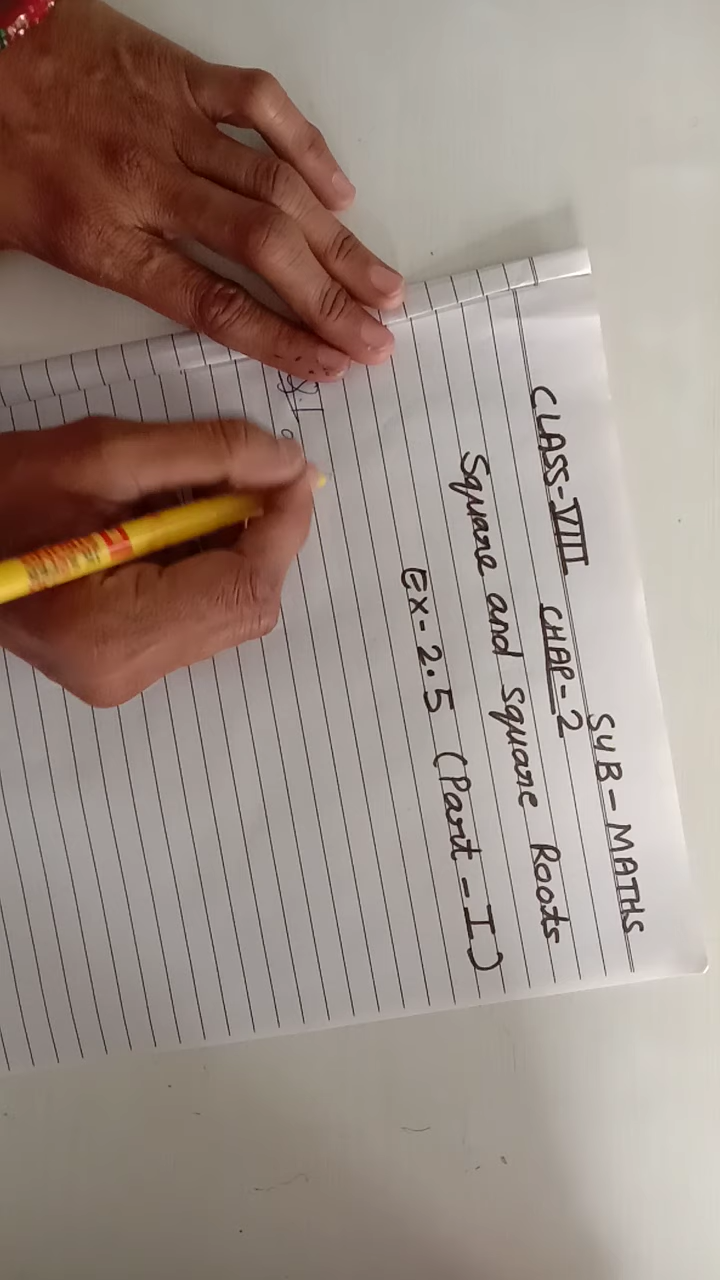 SUB-MATHS
CLASS-VIII CHAP-2
Square and square Roots
Ex-2.5 (Part-I)